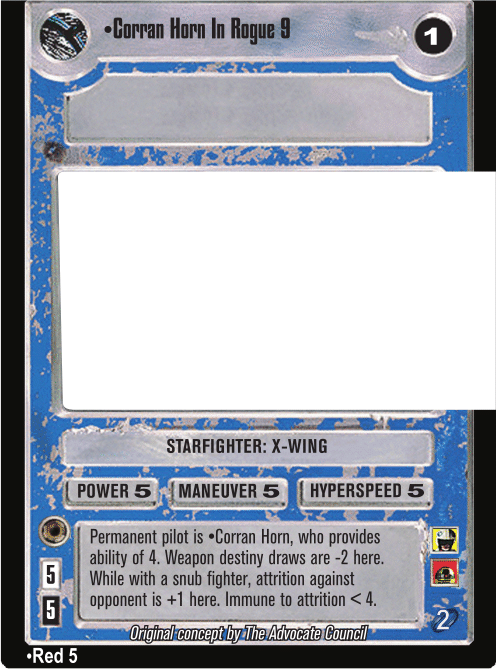 •Corran Horn In Rogue 9
1
STARFIGHTER: X-WING
POWER 5 MANEUVER 5 HYPERSPEED 5
Permanent pilot is •Corran Horn, who provides
ability of 4. Weapon destiny draws are -2 here.
While with a snub fighter, attrition against
opponent is +1 here. Immune to attrition < 4.
5
5
2
Original concept by The Advocate Council
•Red 5